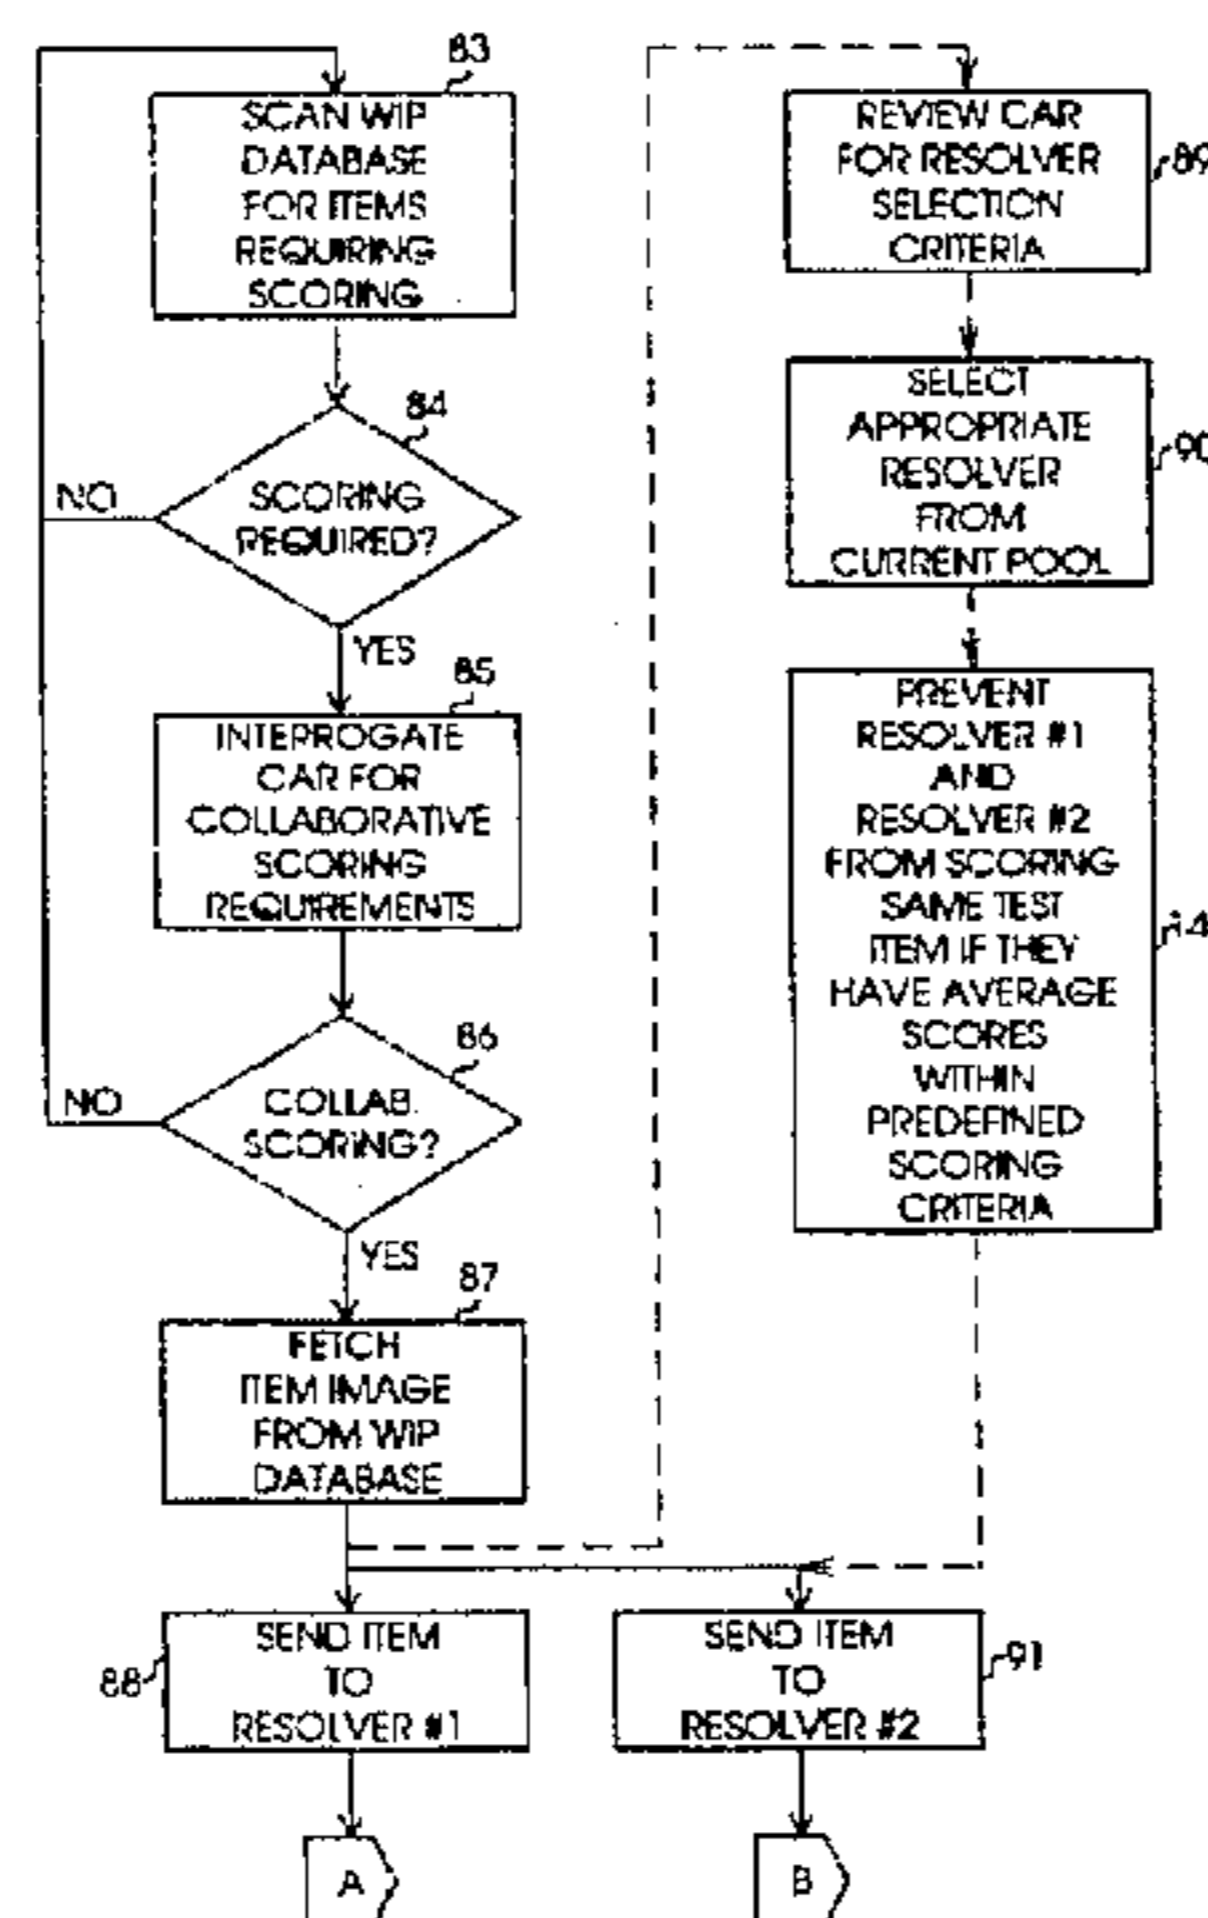 83
SCAN WIP
DATABASE
FOR ITEMS
REQUIRING
SCORING
84
SCORING
REQUIRED?
NO
YES
85
INTERROGATE
CAR FOR
COLLABORATIVE
SCORING
REQUIREMENTS
86
COLLAB.
SCORING?
NO
YES
87
FETCH
ITEM IMAGE
FROM WIP
DATABASE
88
SEND ITEM
TO
RESOLVER #1
A
REVIEW CAR
FOR RESOLVER
SELECTION
CRITERIA
89
SELECT
APPROPRIATE
RESOLVER
FROM
CURRENT POOL
90
PREVENT
RESOLVER #1
AND
RESOLVER #2
FROM SCORING
SAME TEST
ITEM IF THEY
HAVE AVERAGE
SCORES
WITHIN
PREDEFINED
SCORING
CRITERIA
SEND ITEM
TO
RESOLVER #2
91
B